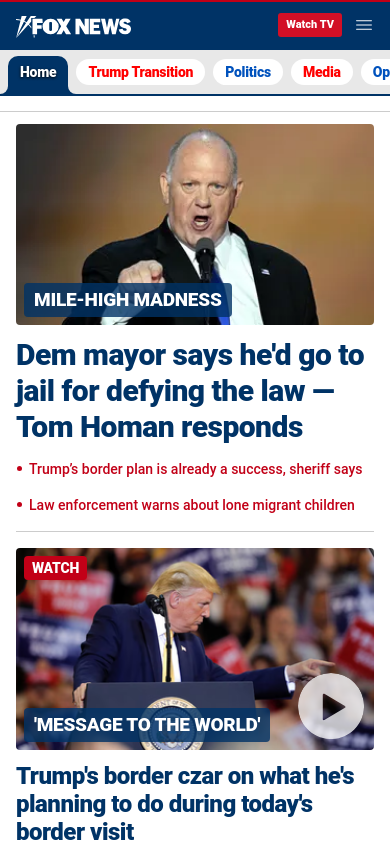 FOX NEWS
Watch TV
Home
Trump Transition
Politics
Media
Op
MILE-HIGH MADNESS
Dem mayor says he'd go to
jail for defying the law —
Tom Homan responds
Trump's border plan is already a success, sheriff says
Law enforcement warns about lone migrant children
WATCH
'MESSAGE TO THE WORLD'
Trump's border czar on what he's
planning to do during today's
border visit